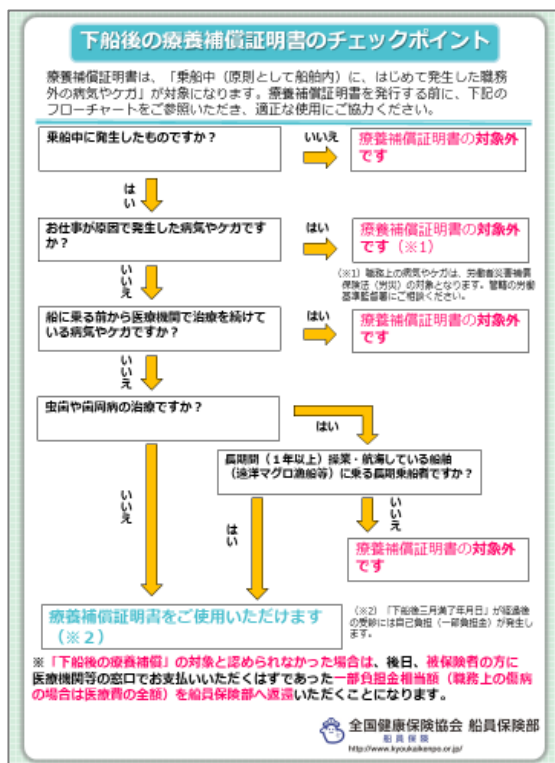 下船後の療養補償証明書のチェックポイント
療養補償証明書は、「乗船中（原則として船舶内）に、はじめて発生した職務
外の病気やケガ」が対象になります。療養補償証明書を発行する前に、下記の
フローチャートをご参照いただき、適正な使用にご協力ください。
乗船中に発生したものですか？
いいえ
療養補償証明書の対象外
です
はい
お仕事が原因で発生した病気やケガです
か？
はい
療養補償証明書の対象外
です（※1）
（※1）職務上の病気やケガは、労働者災害補償
保険法（労災）の対象となります。管轄の労働
基準監督署にご相談ください。
いいえ
船に乗る前から医療機関で治療を続けて
いる病気やケガですか？
はい
療養補償証明書の対象外
です
いいえ
虫歯や歯周病の治療ですか？
はい
長期間（１年以上）操業・航海している船舶
（遠洋マグロ漁船等）に乗る長期乗船者ですか？
いいえ
はい
いいえ
療養補償証明書の対象外
です
療養補償証明書をご使用いただけます
（※２）
（※２）「下船後三月満了年月日」が経過後
の受診には自己負担（一部負担金）が発生し
ます。
※「下船後の療養補償」の対象と認められなかった場合は、後日、被保険者の方に
医療機関等の窓口でお支払いいただくはずであった一部負担金相当額（職務上の傷病
の場合は医療費の全額）を船員保険部へ返還いただくことになります。
全国健康保険協会 船員保険部
船員保険
http://www.kyoukaikenpo.or.jp/